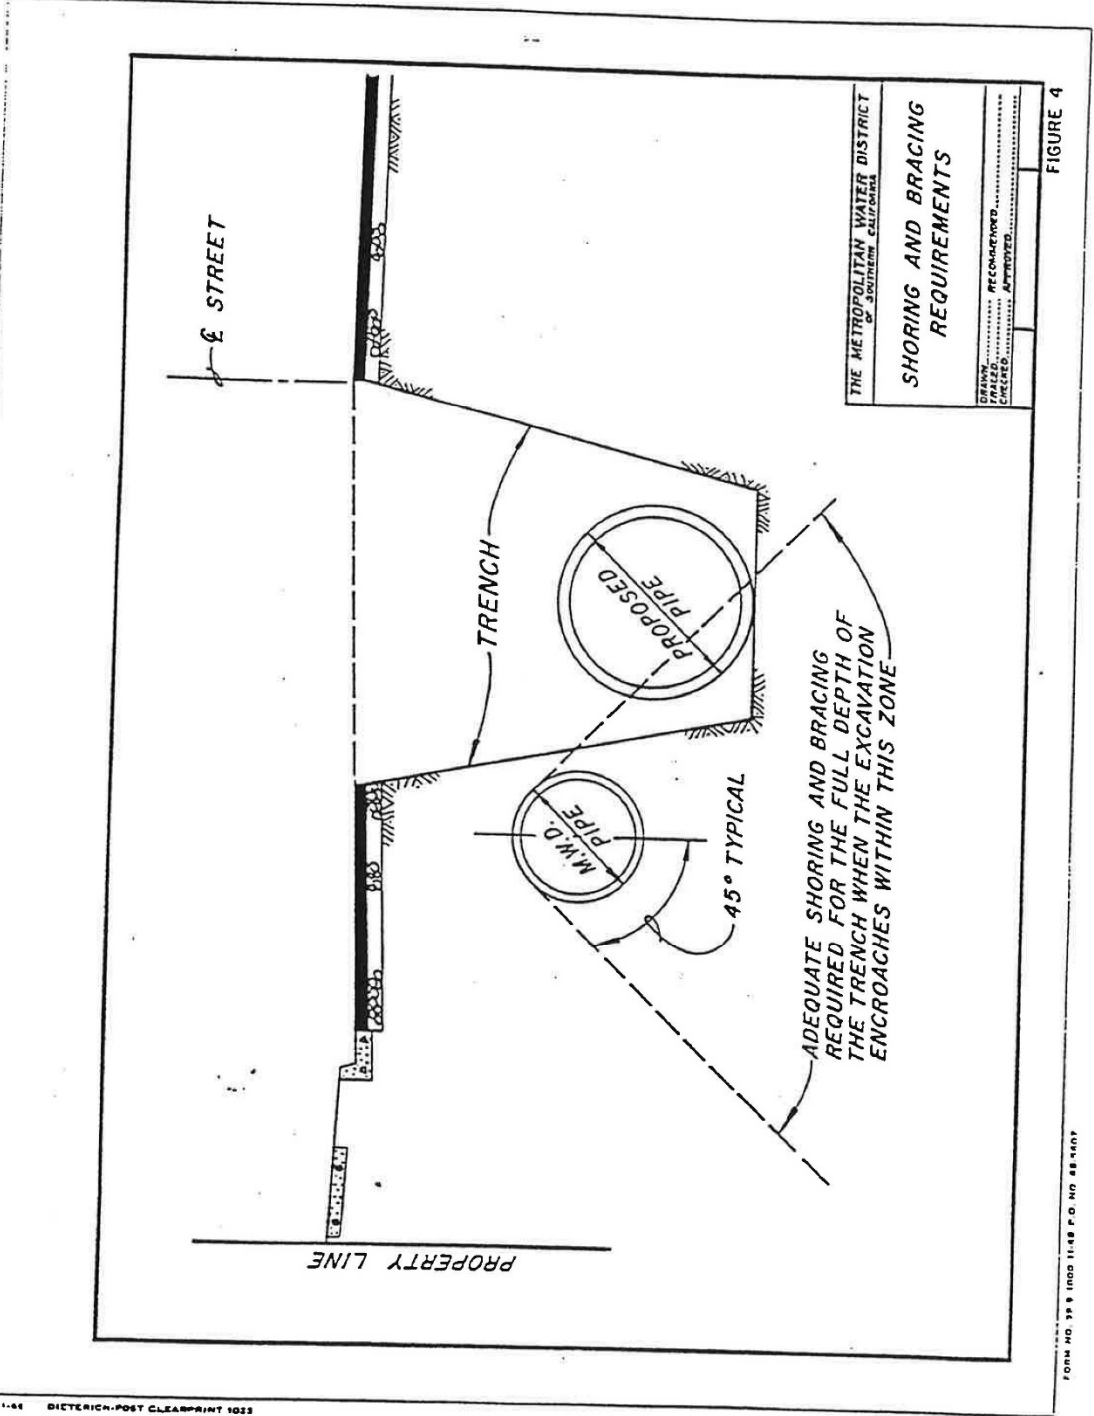 ℄ STREET
TRENCH
PROPOSED
PIPE
M.W.D.
PIPE
45° TYPICAL
ADEQUATE SHORING AND BRACING
REQUIRED FOR THE FULL DEPTH OF
THE TRENCH WHEN THE EXCAVATION
ENCROACHES WITHIN THIS ZONE
PROPERTY LINE
THE METROPOLITAN WATER DISTRICT
OF SOUTHERN CALIFORNIA
SHORING AND BRACING
REQUIREMENTS
DRAWN
TRACED RECOMMENDED
CHECKED APPROVED
FIGURE 4
DIETERICH-POST CLEARPRINT 1025